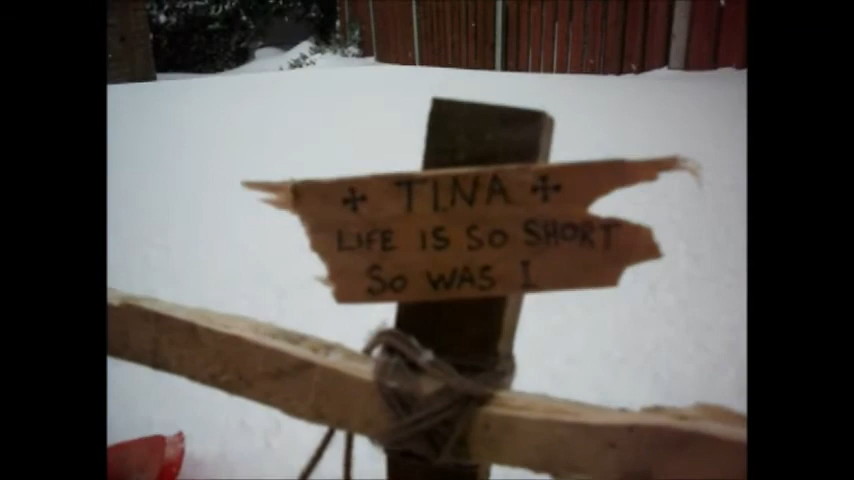 ✠ TINA ✠
LIFE IS SO SHORT
SO WAS I